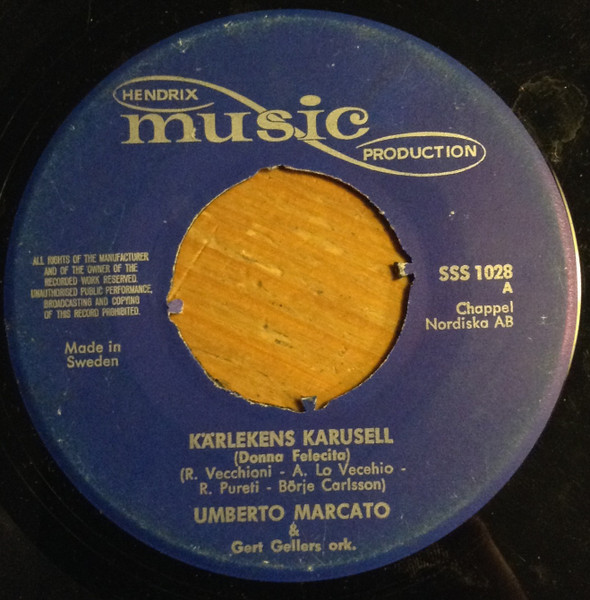 HENDRIX
music
PRODUCTION
ALL RIGHTS OF THE MANUFACTURER
AND OF THE OWNER OF THE
RECORDED WORK RESERVED.
UNAUTHORISED PUBLIC PERFORMANCE,
BROADCASTING AND COPYING
OF THIS RECORD PROHIBITED.
Made in
Sweden
SSS 1028
A
Chappel
Nordiska AB
KÄRLEKENS KARUSELL
(Donna Felecita)
(R. Vecchioni - A. Lo Vecehio -
R. Pureti - Börje Carlsson)
UMBERTO MARCATO
&
Gert Gellers ork.